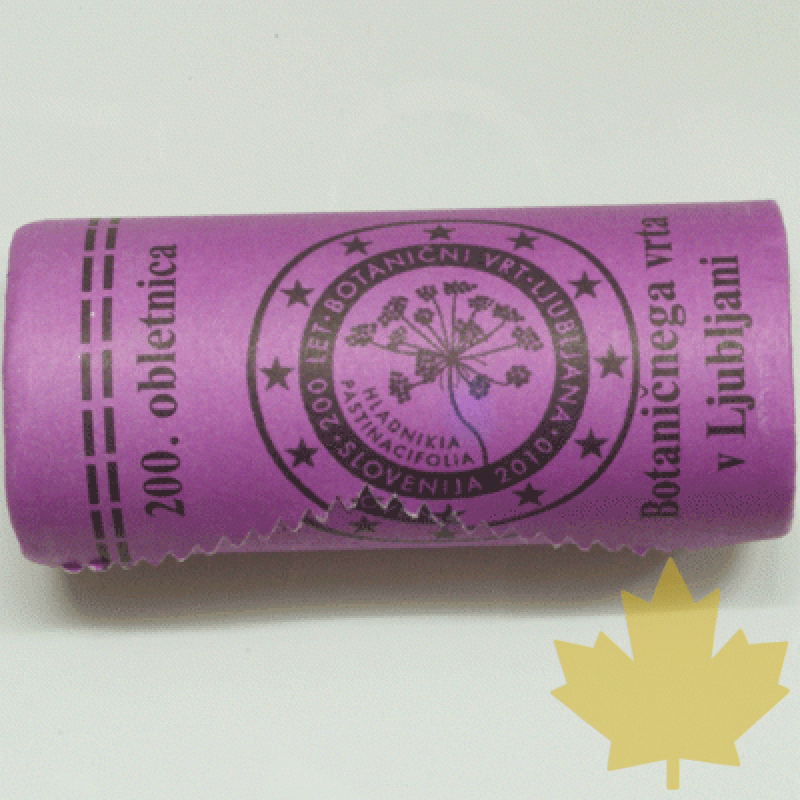 200. obletnica
200 LET·BOTANIČNI VRT·LJUBLJANA·
·SLOVENIJA 2010·
HLADNIKIA
PASTINACIFOLIA
Botaničnega vrta
v Ljubljani